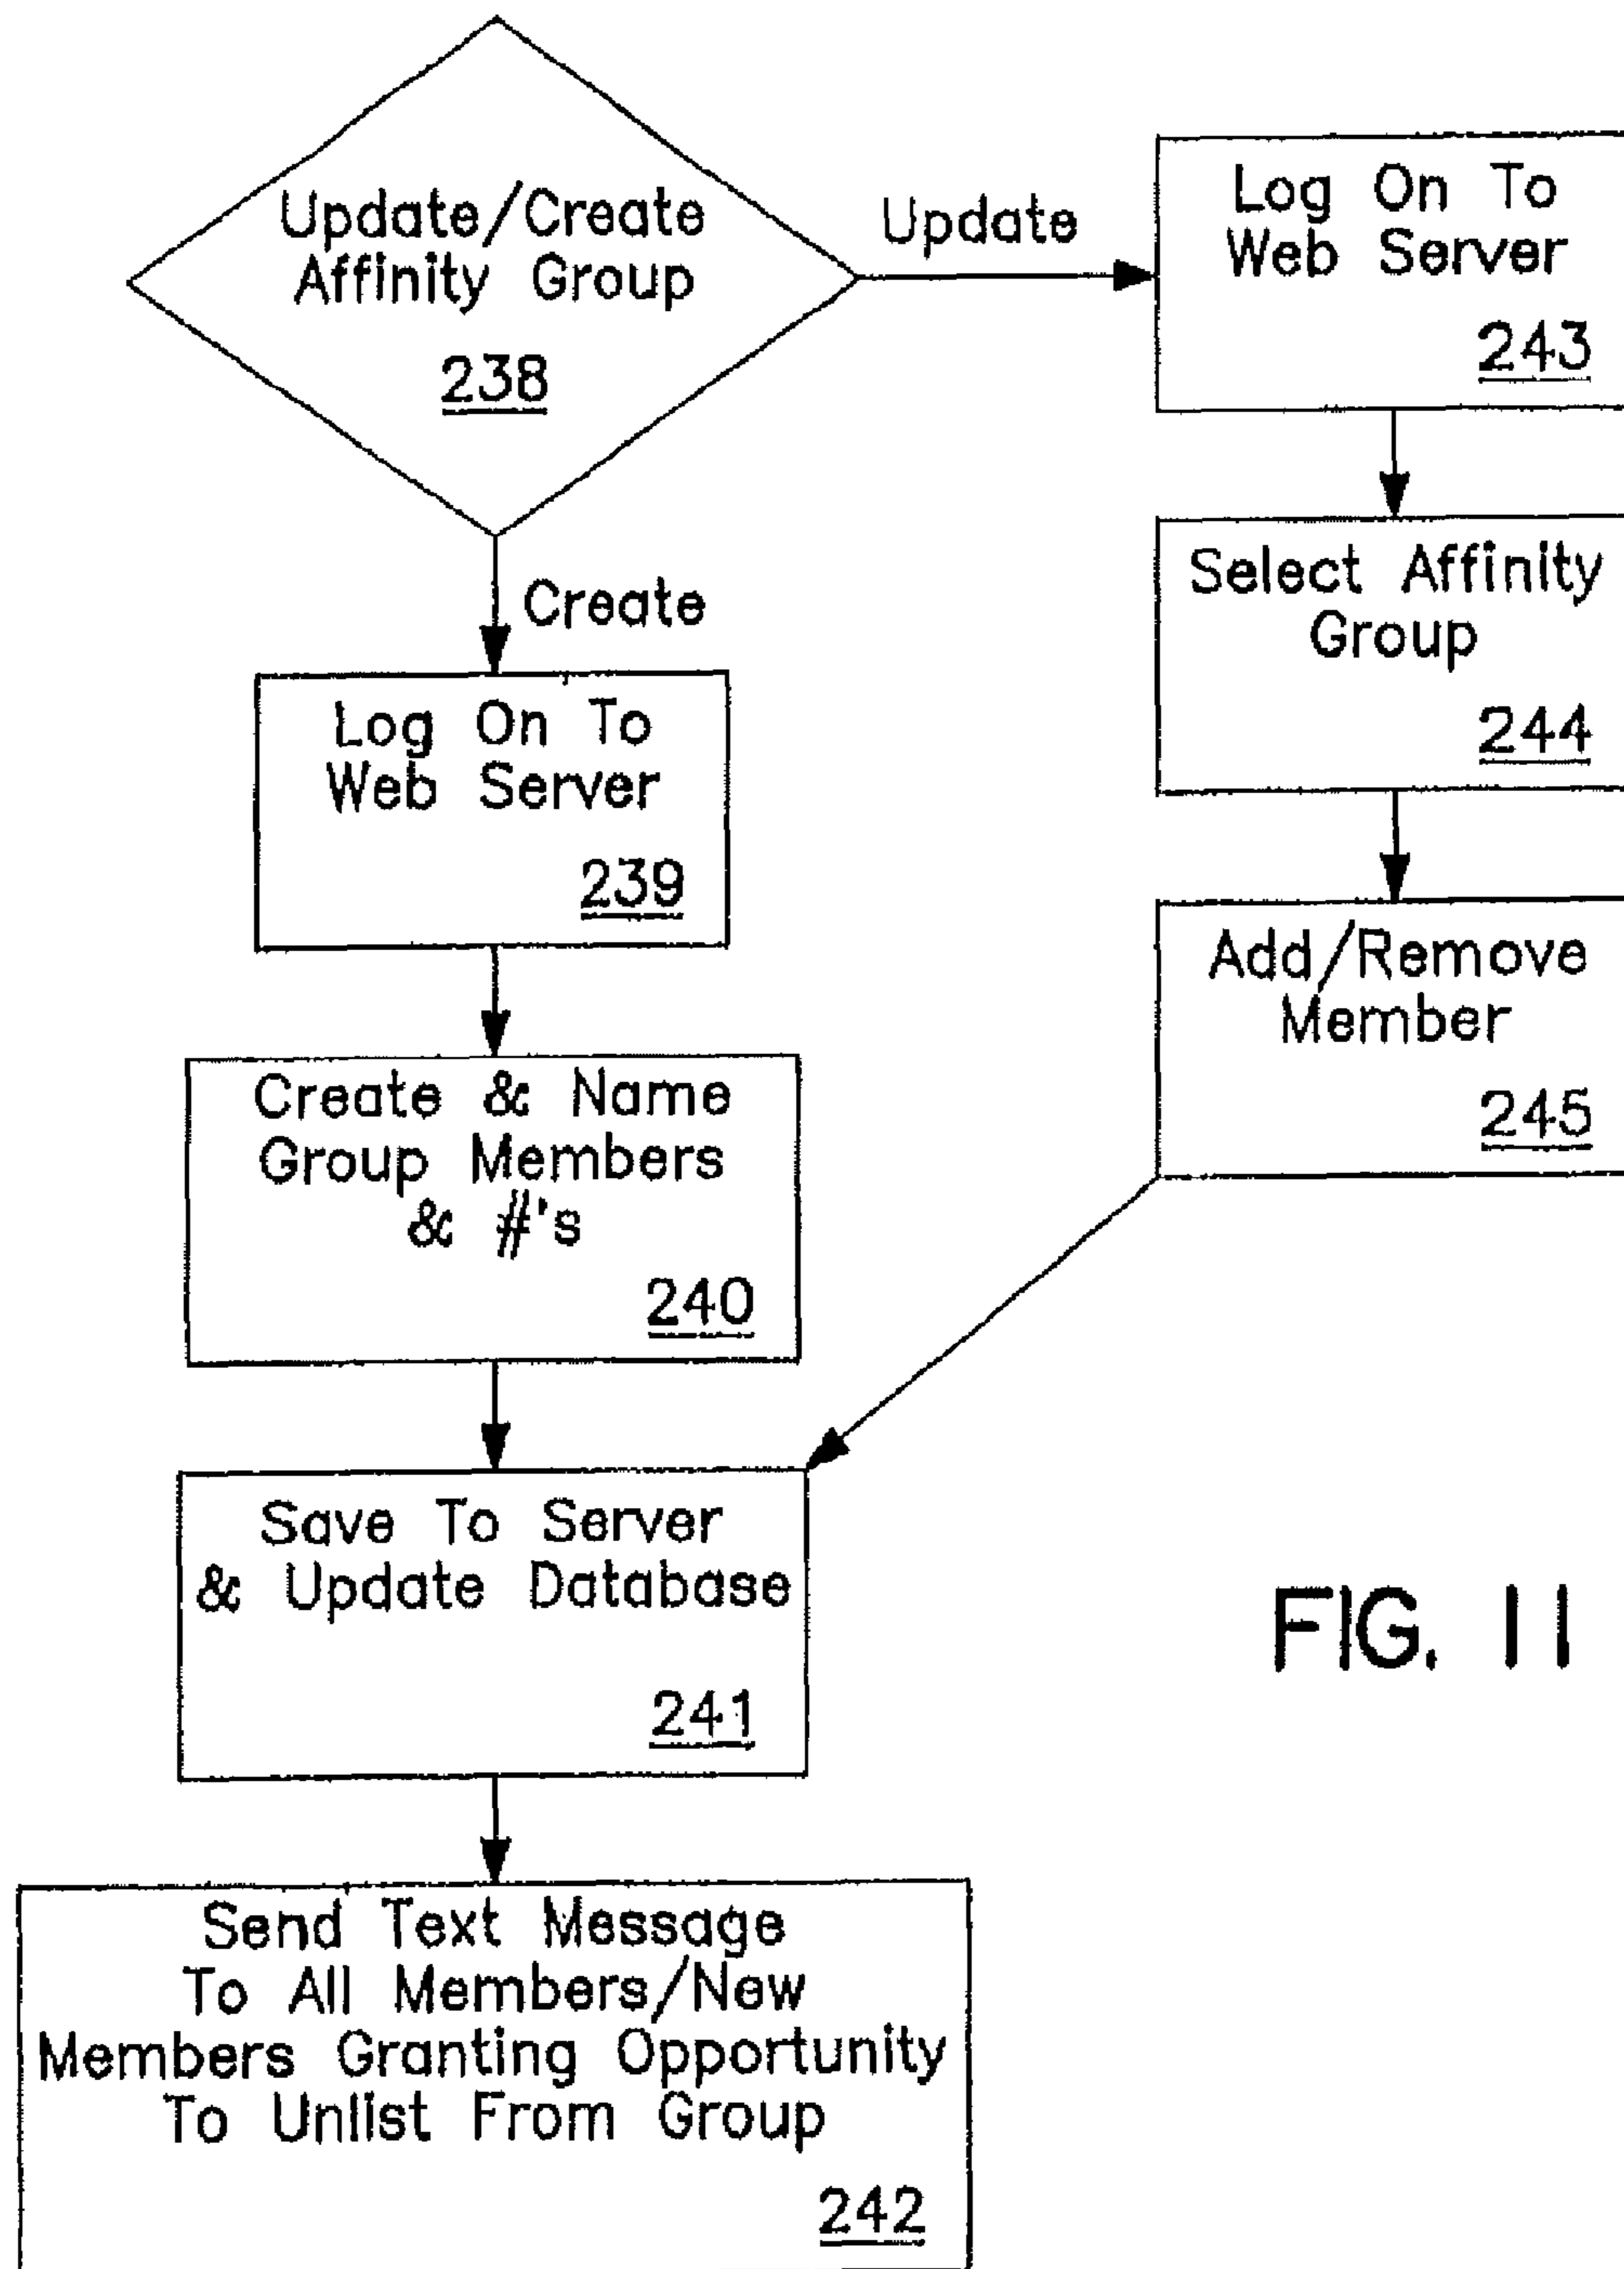 Update/Create
Affinity Group
238
Update
Log On To
Web Server
243
Create
Select Affinity
Group
244
Log On To
Web Server
239
Add/Remove
Member
245
Create & Name
Group Members
& #'s
240
Save To Server
& Update Database
241
FIG. 11
Send Text Message
To All Members/New
Members Granting Opportunity
To Unlist From Group
242